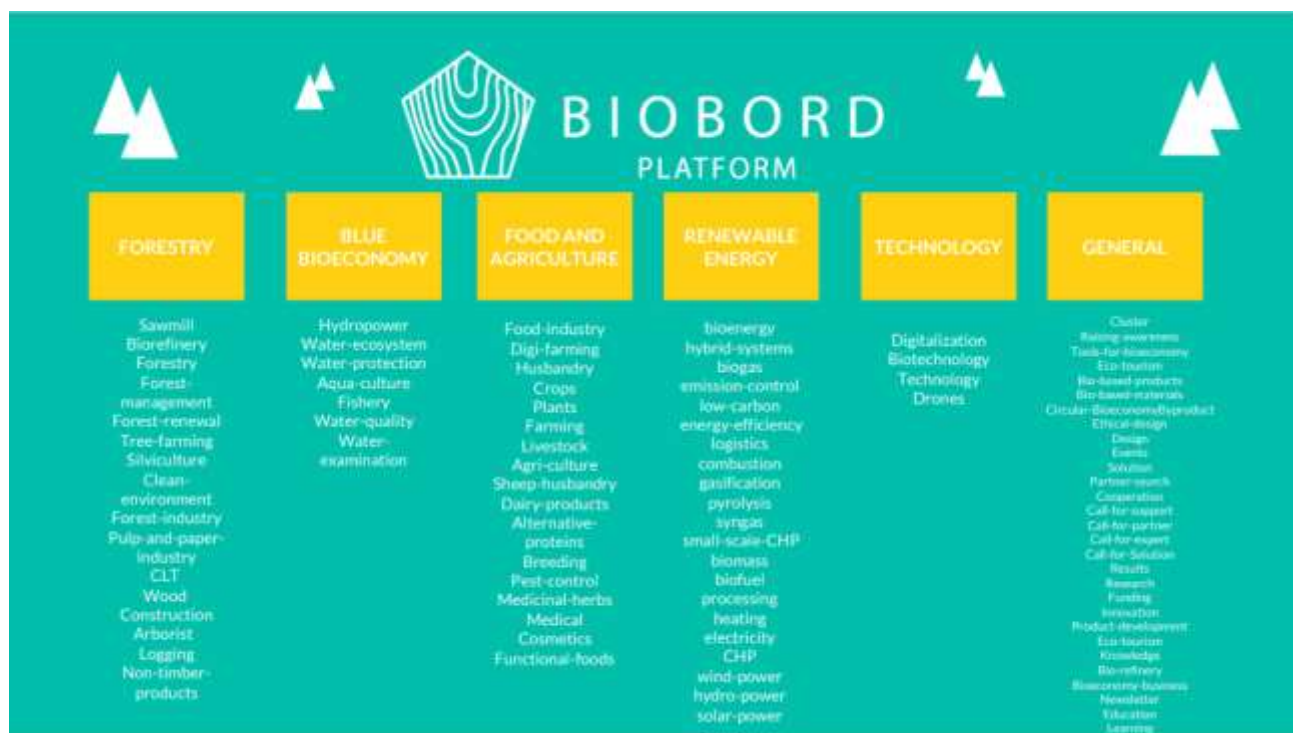 BIOBORD
PLATFORM
FORESTRY
Sawmill
Biorefinery
Forestry
Forest-
management
Forest-renewal
Tree-farming
Silviculture
Clean-
environment
Forest-industry
Pulp-and-paper-
industry
CLT
Wood
Construction
Arborist
Logging
Non-timber-
products
BLUE
BIOECONOMY
Hydropower
Water-ecosystem
Water-protection
Aqua-culture
Fishery
Water-quality
Water-
examination
FOOD AND
AGRICULTURE
Food-industry
Digi-farming
Husbandry
Crops
Plants
Farming
Livestock
Agri-culture
Sheep-husbandry
Dairy-products
Alternative-
proteins
Breeding
Pest-control
Medicinal-herbs
Medical
Cosmetics
Functional-foods
RENEWABLE
ENERGY
bioenergy
hybrid-systems
biogas
emission-control
low-carbon
energy-efficiency
logistics
combustion
gasification
pyrolysis
syngas
small-scale-CHP
biomass
biofuel
processing
heating
electricity
CHP
wind-power
hydro-power
solar-power
TECHNOLOGY
Digitalization
Biotechnology
Technology
Drones
GENERAL
Cluster
Raising-awareness
Tools-for-bioeconomy
Eco-tourism
Bio-based-products
Bio-based-materials
Circular-BioeconomyByproduct
Ethical-design
Design
Events
Solution
Partner-search
Cooperation
Call-for-support
Call-for-partner
Call-for-expert
Call-for-Solution
Results
Research
Funding
Innovation
Product-development
Eco-tourism
Knowledge
Bio-refinery
Bioeconomy-business
Newsletter
Education
Learning